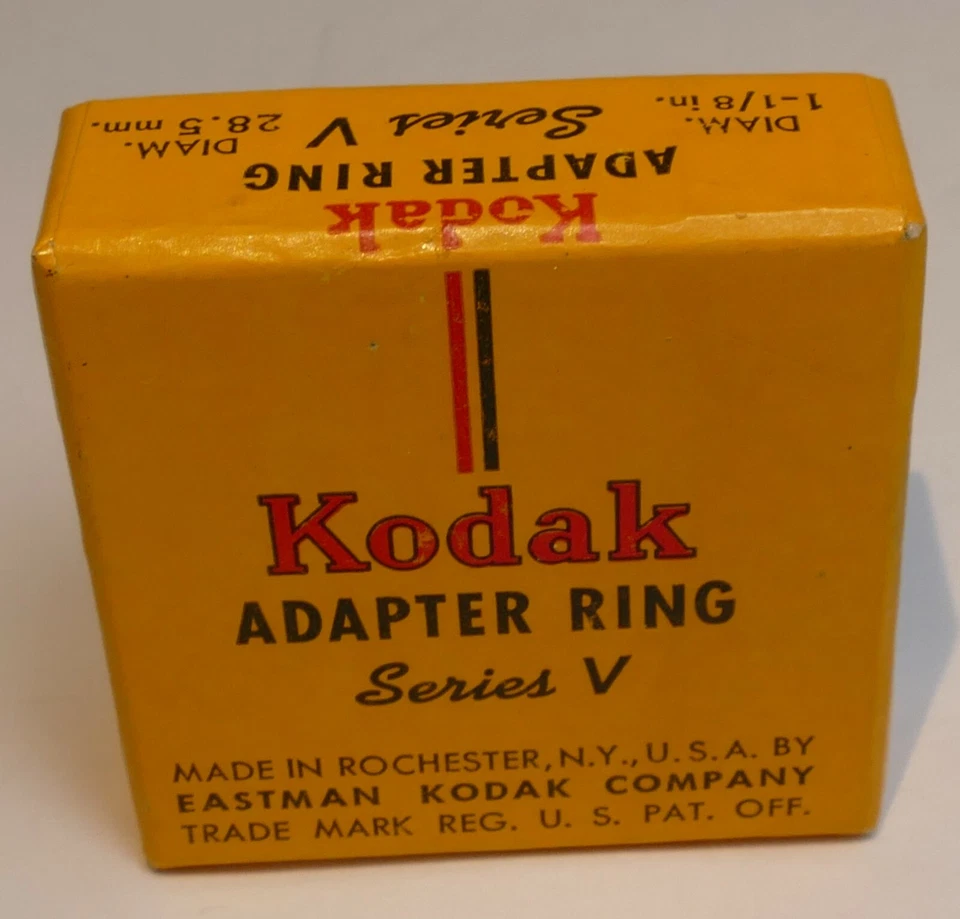 Kodak
ADAPTER RING
Series V
DIAM.
1-1/8 in.
DIAM.
28.5 mm.
Kodak
ADAPTER RING
Series V
MADE IN ROCHESTER, N.Y., U.S.A. BY
EASTMAN KODAK COMPANY
TRADE MARK REG. U. S. PAT. OFF.